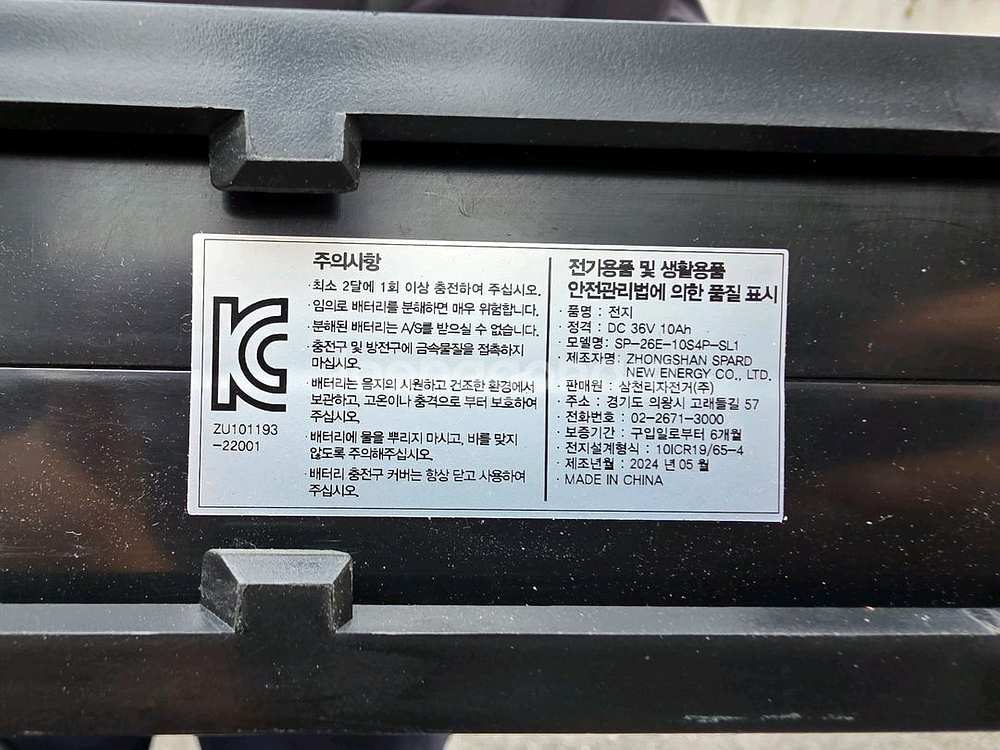 주의사항
·최소 2달에 1회 이상 충전하여 주십시오.
·임의로 배터리를 분해하면 매우 위험합니다.
·분해된 배터리는 A/S를 받으실 수 없습니다.
·충전구 및 방전구에 금속물질을 접촉하지
마십시오.
·배터리는 음지의 시원하고 건조한 환경에서
보관하고, 고온이나 충격으로 부터 보호하여
주십시오.
·배터리에 물을 뿌리지 마시고, 비를 맞지
않도록 주의해주십시오.
·배터리 충전구 커버는 항상 닫고 사용하여
주십시오.
KC
ZU101193
-22001
전기용품 및 생활용품
안전관리법에 의한 품질 표시
· 품명 : 전지
· 정격 : DC 36V 10Ah
· 모델명 : SP-26E-10S4P-SL1
· 제조자명 : ZHONGSHAN SPARD
NEW ENERGY CO., LTD.
· 판매원 : 삼천리자전거(주)
· 주소 : 경기도 의왕시 고래들길 57
· 전화번호 : 02-2671-3000
· 보증기간 : 구입일로부터 6개월
· 전지설계형식 : 10ICR19/65-4
· 제조년월 : 2024 년 05 월
· MADE IN CHINA